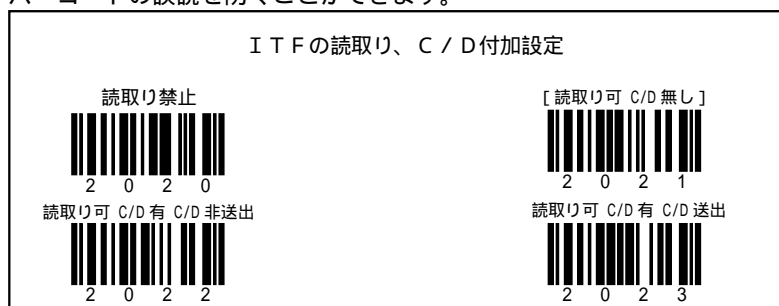 バーコードの誤読を防ぐことができます。
ＩＴＦの読取り、Ｃ／Ｄ付加設定
読取り禁止
[ 読取り可 C/D 無し ]
2 0 2 0
2 0 2 1
読取り可 C/D 有 C/D 非送出
読取り可 C/D 有 C/D 送出
2 0 2 2
2 0 2 3